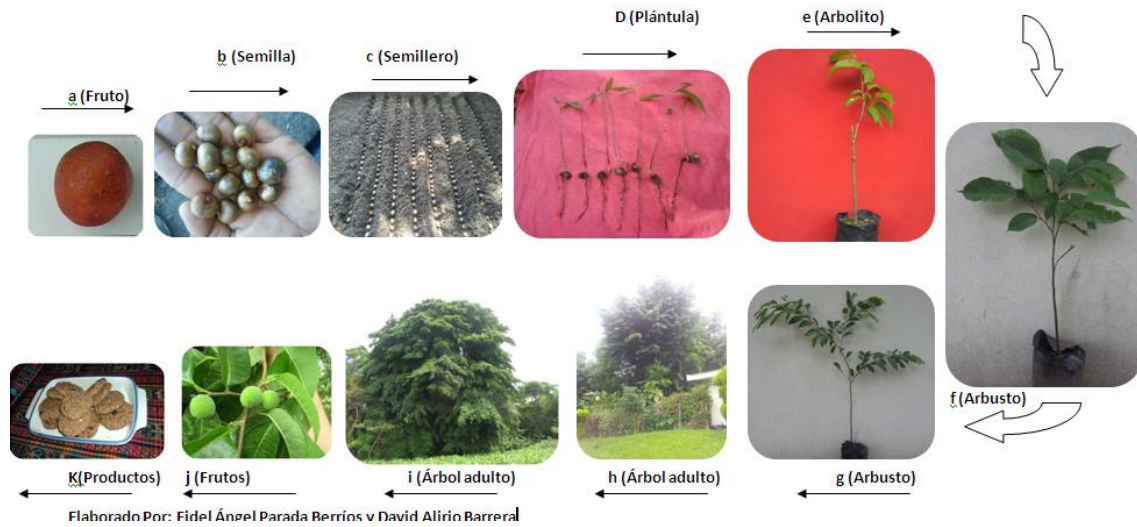 a (Fruto)
b (Semilla)
c (Semillero)
D (Plántula)
e (Arbolito)
f (Arbusto)
g (Arbusto)
h (Árbol adulto)
i (Árbol adulto)
j (Frutos)
K(Productos)
Elaborado Por: Fidel Ángel Parada Berríos y David Alirio Barrera